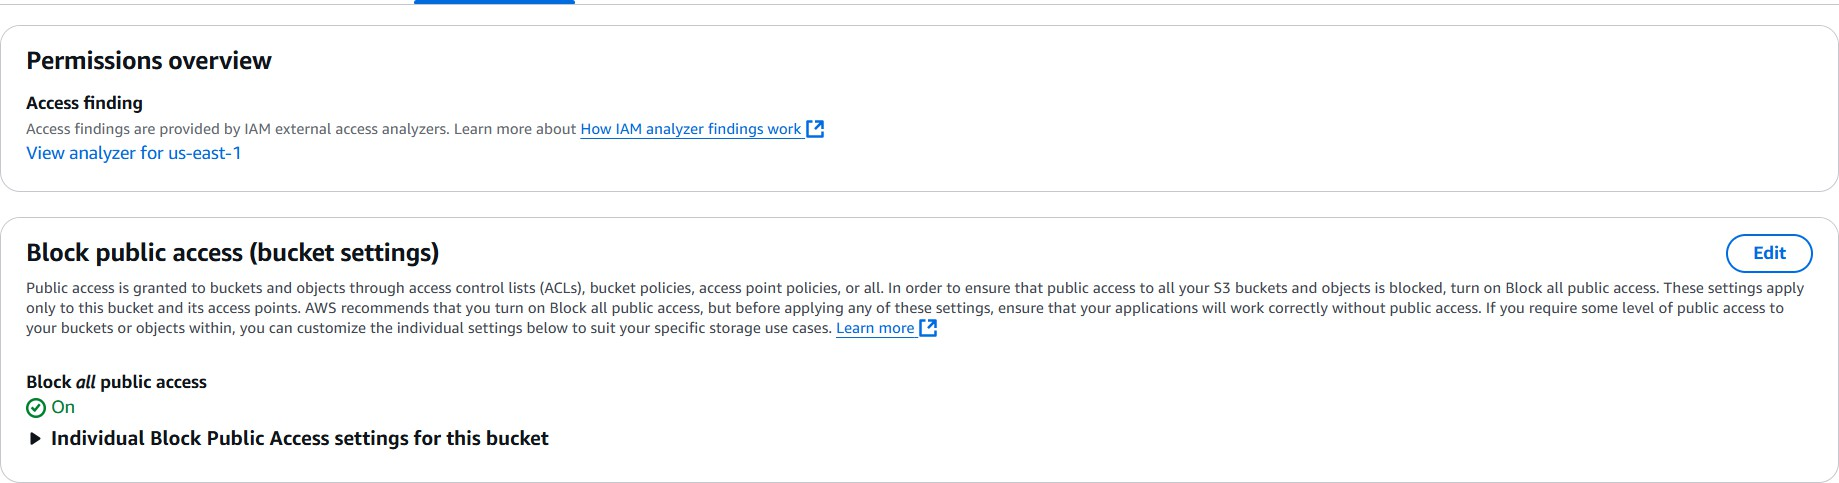 Permissions overview
Access finding
Access findings are provided by IAM external access analyzers. Learn more about How IAM analyzer findings work
View analyzer for us-east-1
Block public access (bucket settings)
Edit
Public access is granted to buckets and objects through access control lists (ACLs), bucket policies, access point policies, or all. In order to ensure that public access to all your S3 buckets and objects is blocked, turn on Block all public access. These settings apply
only to this bucket and its access points. AWS recommends that you turn on Block all public access, but before applying any of these settings, ensure that your applications will work correctly without public access. If you require some level of public access to
your buckets or objects within, you can customize the individual settings below to suit your specific storage use cases. Learn more
Block all public access
On
Individual Block Public Access settings for this bucket